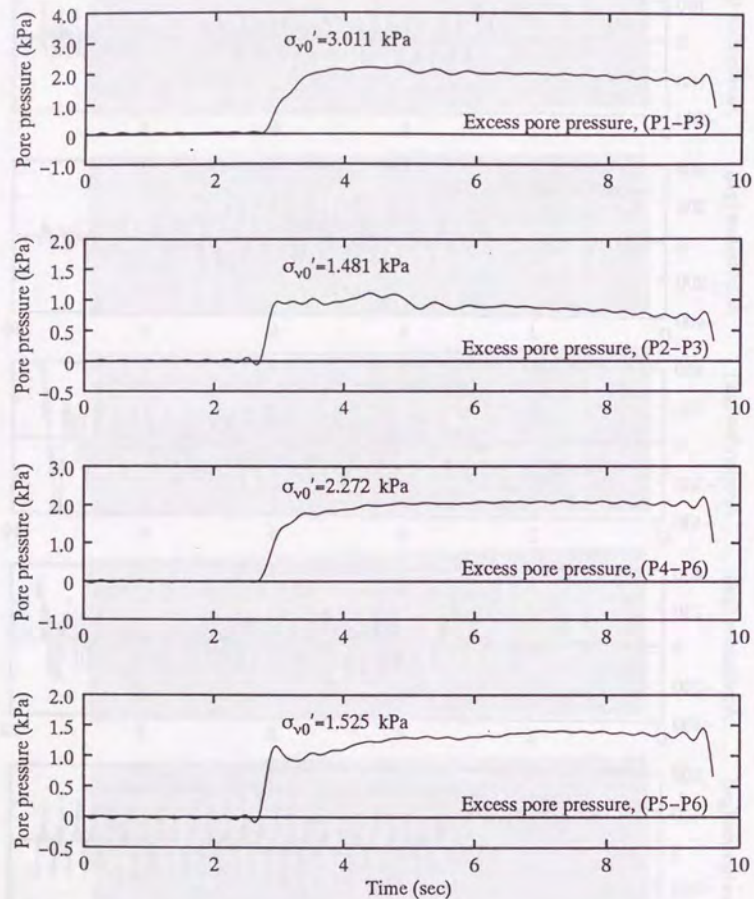 Pore pressure (kPa)
4.0
3.0
2.0
1.0
0
−1.0
σv0′=3.011 kPa
Excess pore pressure, (P1−P3)
0 2 4 6 8 10
Pore pressure (kPa)
2.0
1.5
1.0
0.5
0
−0.5
σv0′=1.481 kPa
Excess pore pressure, (P2−P3)
0 2 4 6 8 10
Pore pressure (kPa)
3.0
2.0
1.0
0
−1.0
σv0′=2.272 kPa
Excess pore pressure, (P4−P6)
0 2 4 6 8 10
Pore pressure (kPa)
2.0
1.5
1.0
0.5
0
−0.5
σv0′=1.525 kPa
Excess pore pressure, (P5−P6)
0 2 4 6 8 10
Time (sec)